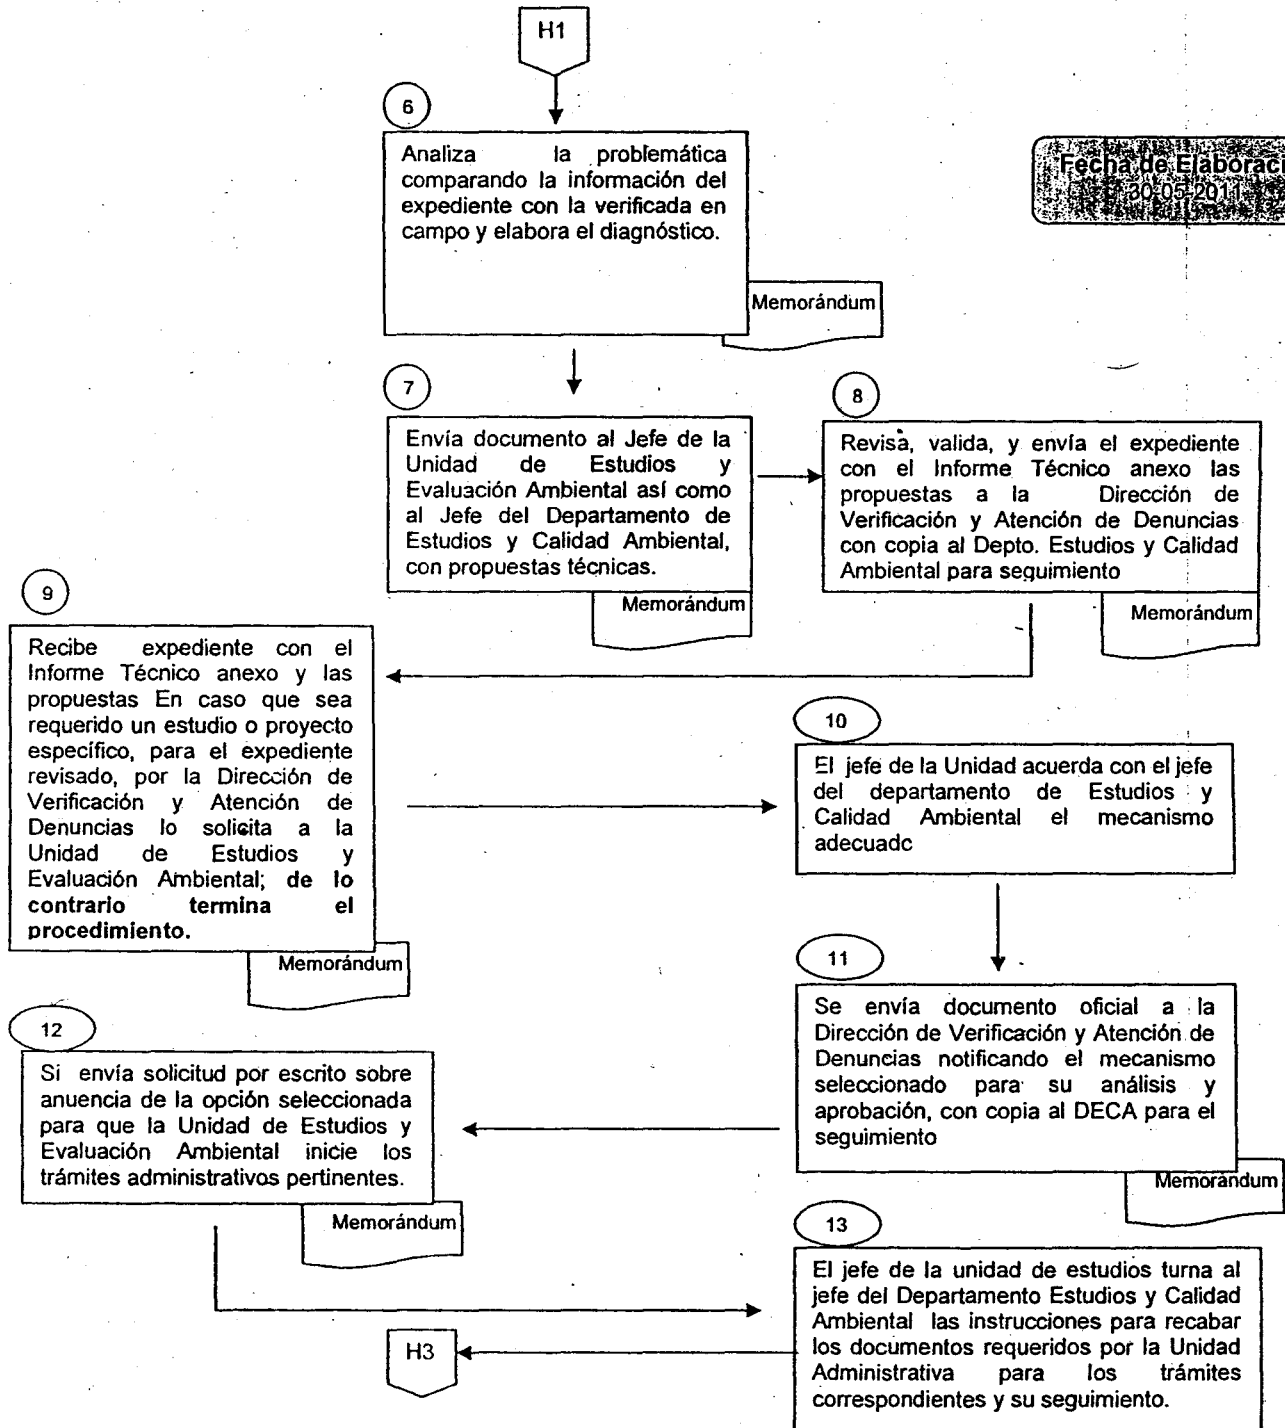 H1
6
Analiza la problemática
comparando la información del
expediente con la verificada en
campo y elabora el diagnóstico.
Fecha de Elaboraci
30-05-2011
Memorándum
7
Envía documento al Jefe de la
Unidad de Estudios y
Evaluación Ambiental así como
al Jefe del Departamento de
Estudios y Calidad Ambiental,
con propuestas técnicas.
Memorándum
8
Revisa, valida, y envía el expediente
con el Informe Técnico anexo las
propuestas a la Dirección de
Verificación y Atención de Denuncias
con copia al Depto. Estudios y Calidad
Ambiental para seguimiento
Memorándum
9
Recibe expediente con el
Informe Técnico anexo y las
propuestas En caso que sea
requerido un estudio o proyecto
específico, para el expediente
revisado, por la Dirección de
Verificación y Atención de
Denuncias lo solicita a la
Unidad de Estudios y
Evaluación Ambiental; de lo
contrario termina el
procedimiento.
Memorándum
10
El jefe de la Unidad acuerda con el jefe
del departamento de Estudios y
Calidad Ambiental el mecanismo
adecuado
11
Se envía documento oficial a la
Dirección de Verificación y Atención de
Denuncias notificando el mecanismo
seleccionado para su análisis y
aprobación, con copia al DECA para el
seguimiento
Memorándum
12
Si envía solicitud por escrito sobre
anuencia de la opción seleccionada
para que la Unidad de Estudios y
Evaluación Ambiental inicie los
trámites administrativos pertinentes.
Memorándum
13
El jefe de la unidad de estudios turna al
jefe del Departamento Estudios y Calidad
Ambiental las instrucciones para recabar
los documentos requeridos por la Unidad
Administrativa para los trámites
correspondientes y su seguimiento.
H3